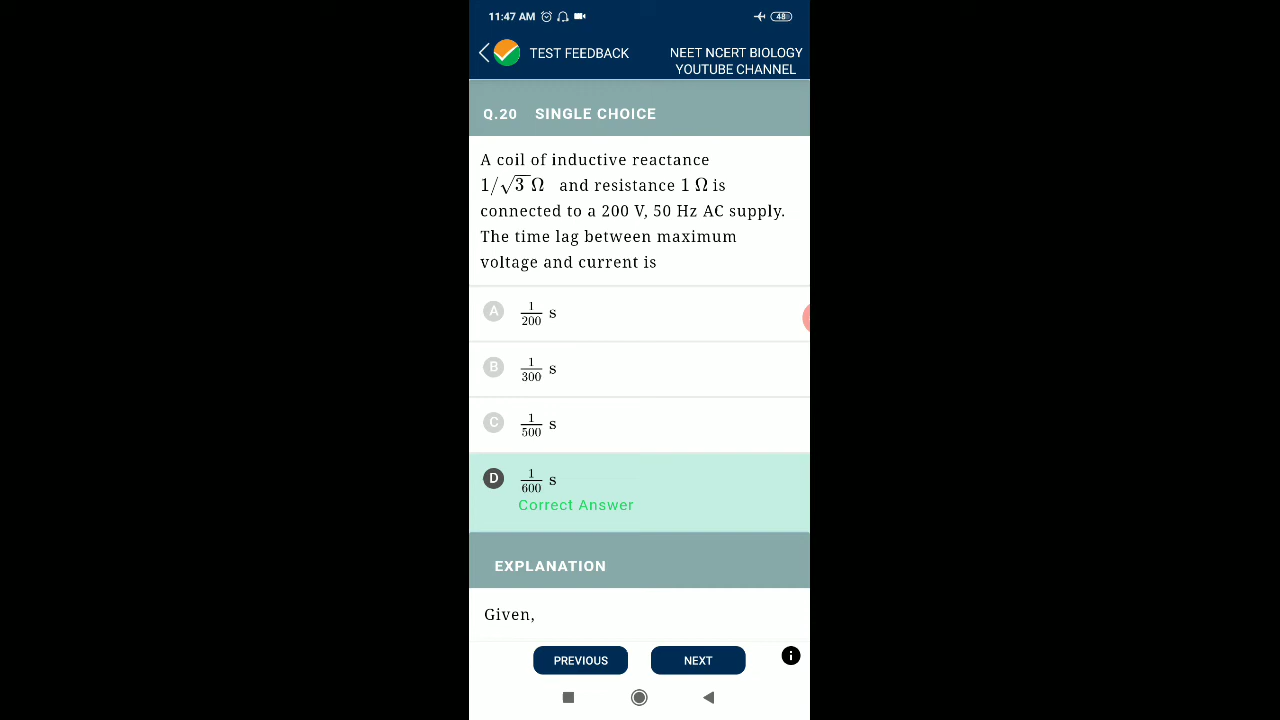 11:47 AM 48
TEST FEEDBACK
NEET NCERT BIOLOGY
YOUTUBE CHANNEL
Q.20 SINGLE CHOICE
A coil of inductive reactance
1/√3 Ω and resistance 1 Ω is
connected to a 200 V, 50 Hz AC supply.
The time lag between maximum
voltage and current is
A 1/200 s
B 1/300 s
C 1/500 s
D 1/600 s
Correct Answer
EXPLANATION
Given,
PREVIOUS NEXT i